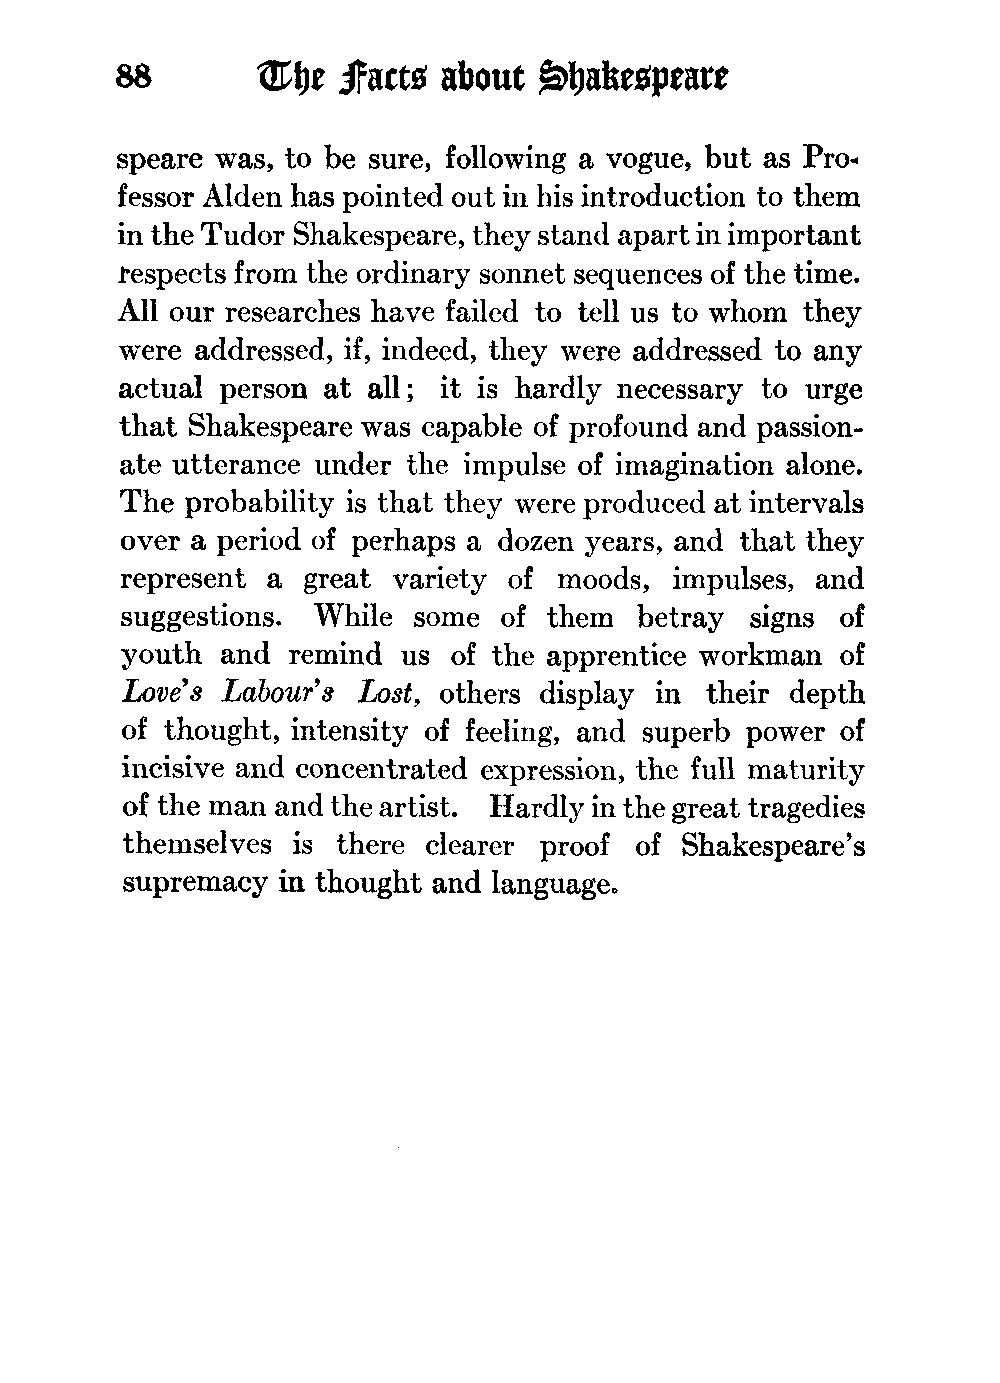 88 The Facts about Shakespeare
speare was, to be sure, following a vogue, but as Pro-
fessor Alden has pointed out in his introduction to them
in the Tudor Shakespeare, they stand apart in important
respects from the ordinary sonnet sequences of the time.
All our researches have failed to tell us to whom they
were addressed, if, indeed, they were addressed to any
actual person at all; it is hardly necessary to urge
that Shakespeare was capable of profound and passion-
ate utterance under the impulse of imagination alone.
The probability is that they were produced at intervals
over a period of perhaps a dozen years, and that they
represent a great variety of moods, impulses, and
suggestions. While some of them betray signs of
youth and remind us of the apprentice workman of
Love's Labour's Lost, others display in their depth
of thought, intensity of feeling, and superb power of
incisive and concentrated expression, the full maturity
of the man and the artist. Hardly in the great tragedies
themselves is there clearer proof of Shakespeare's
supremacy in thought and language.